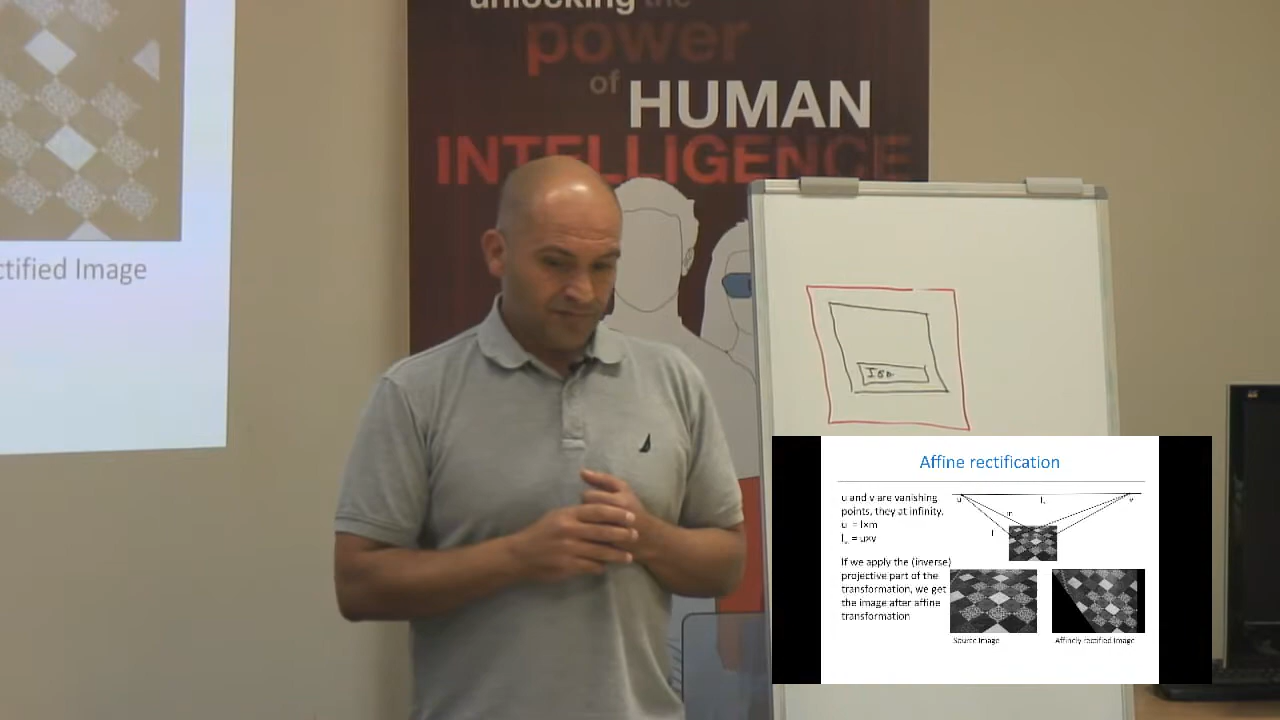 unlocking the
power
of HUMAN
INTELLIGENCE
ctified Image
Affine rectification
u and v are vanishing
points, they at infinity.
u = l×m
l∞ = u×v
If we apply the (inverse)
projective part of the
transformation, we get
the image after affine
transformation
u
l∞
v
m
l
Source image
Affinely rectified image